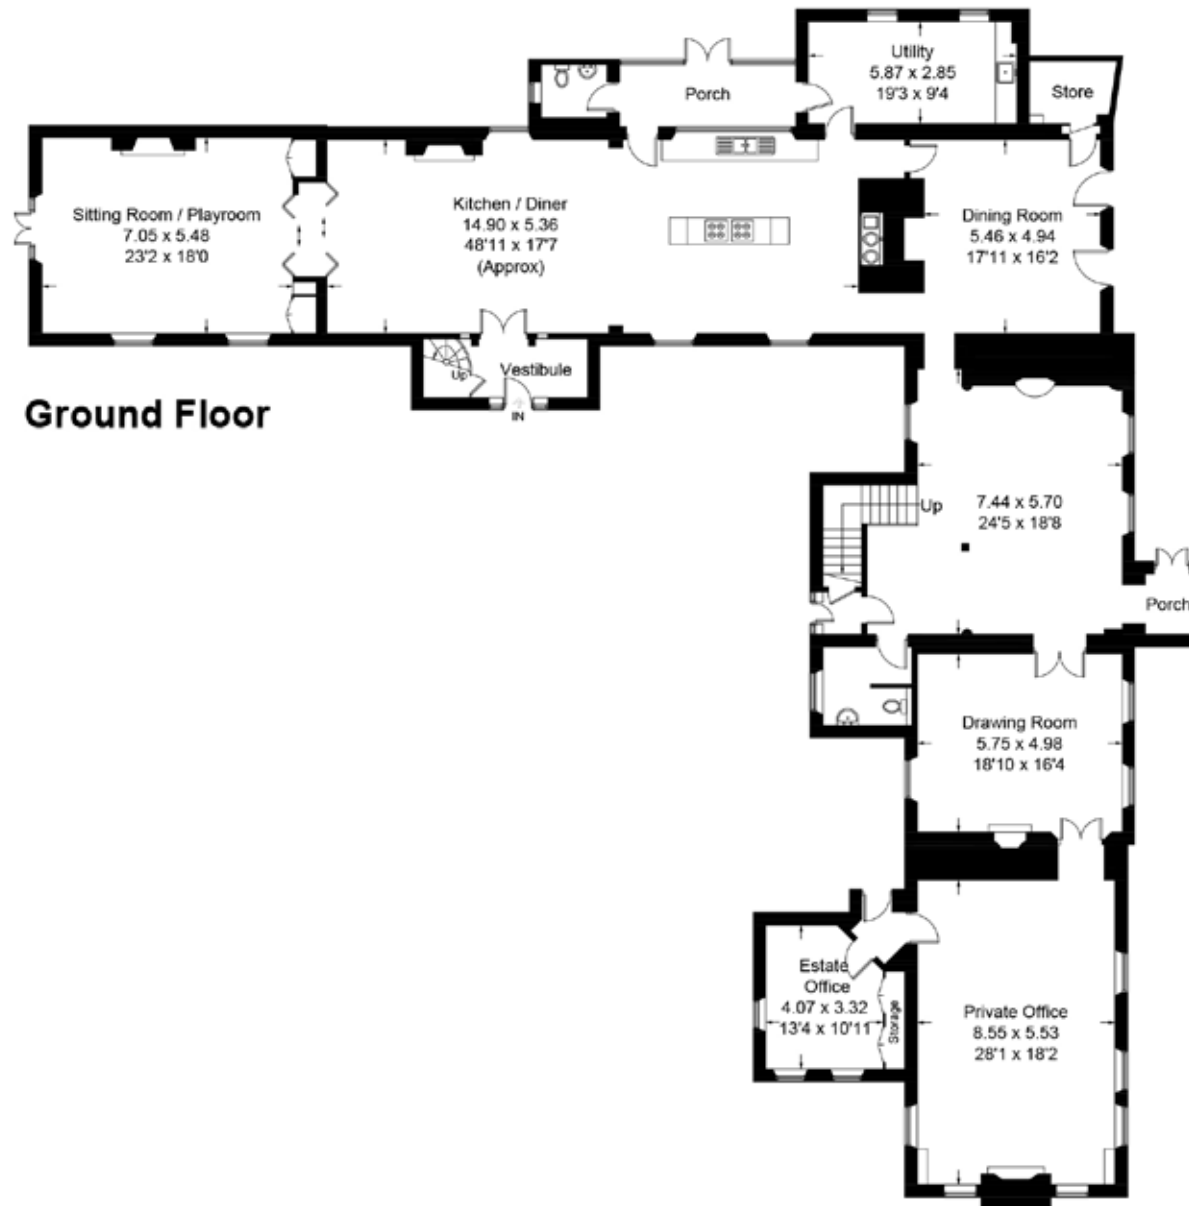 Utility
5.87 x 2.85
19'3 x 9'4
Porch
Store
Sitting Room / Playroom
7.05 x 5.48
23'2 x 18'0
Kitchen / Diner
14.90 x 5.36
48'11 x 17'7
(Approx)
Dining Room
5.46 x 4.94
17'11 x 16'2
Up
Vestibule
IN
Ground Floor
7.44 x 5.70
24'5 x 18'8
Up
Porch
Drawing Room
5.75 x 4.98
18'10 x 16'4
Estate
Office
4.07 x 3.32
13'4 x 10'11
Storage
Private Office
8.55 x 5.53
28'1 x 18'2